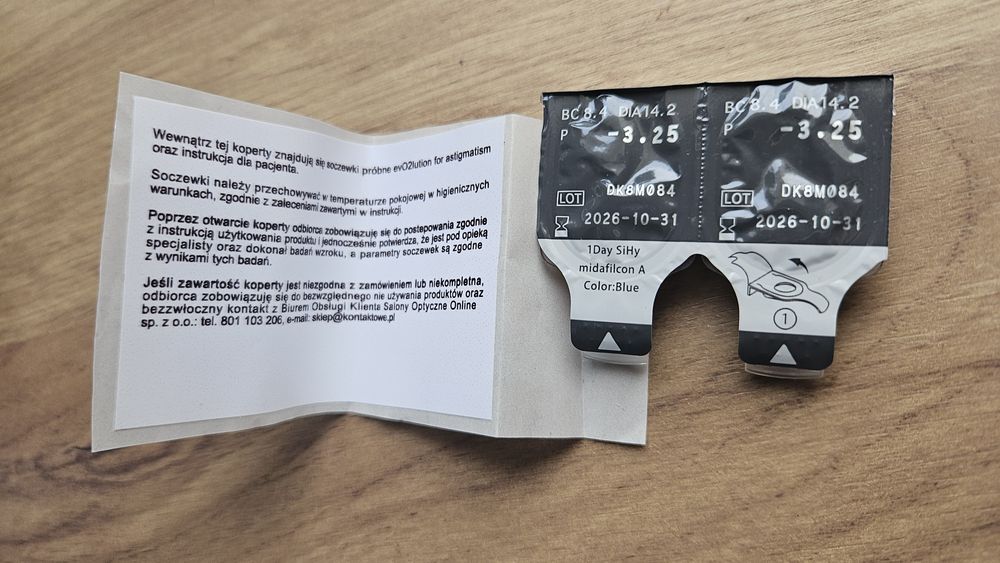 Wewnątrz tej koperty znajdują się soczewki próbne evO2lution for astigmatism
oraz instrukcja dla pacjenta.
Soczewki należy przechowywać w temperaturze pokojowej w higienicznych
warunkach, zgodnie z zaleceniami zawartymi w instrukcji.
Poprzez otwarcie koperty odbiorca zobowiązuje się do postępowania zgodnie
z instrukcją użytkowania produktu i jednocześnie potwierdza, że jest pod opieką
specjalisty oraz dokonał badań wzroku, a parametry soczewek są zgodne
z wynikami tych badań.
Jeśli zawartość koperty jest niezgodna z zamówieniem lub niekompletna,
odbiorca zobowiązuje się do bezwzględnego nie używania produktów oraz
bezzwłoczny kontakt z Biurem Obsługi Klienta Salony Optyczne Online
sp. z o.o.: tel. 801 103 206, e-mail: sklep@kontaktowe.pl
BC 8.4 DIA14.2
P -3.25
LOT DK8M084
2026-10-31
1Day SiHy
midafilcon A
Color:Blue
BC 8.4 DIA14.2
P -3.25
LOT DK8M084
2026-10-31
1